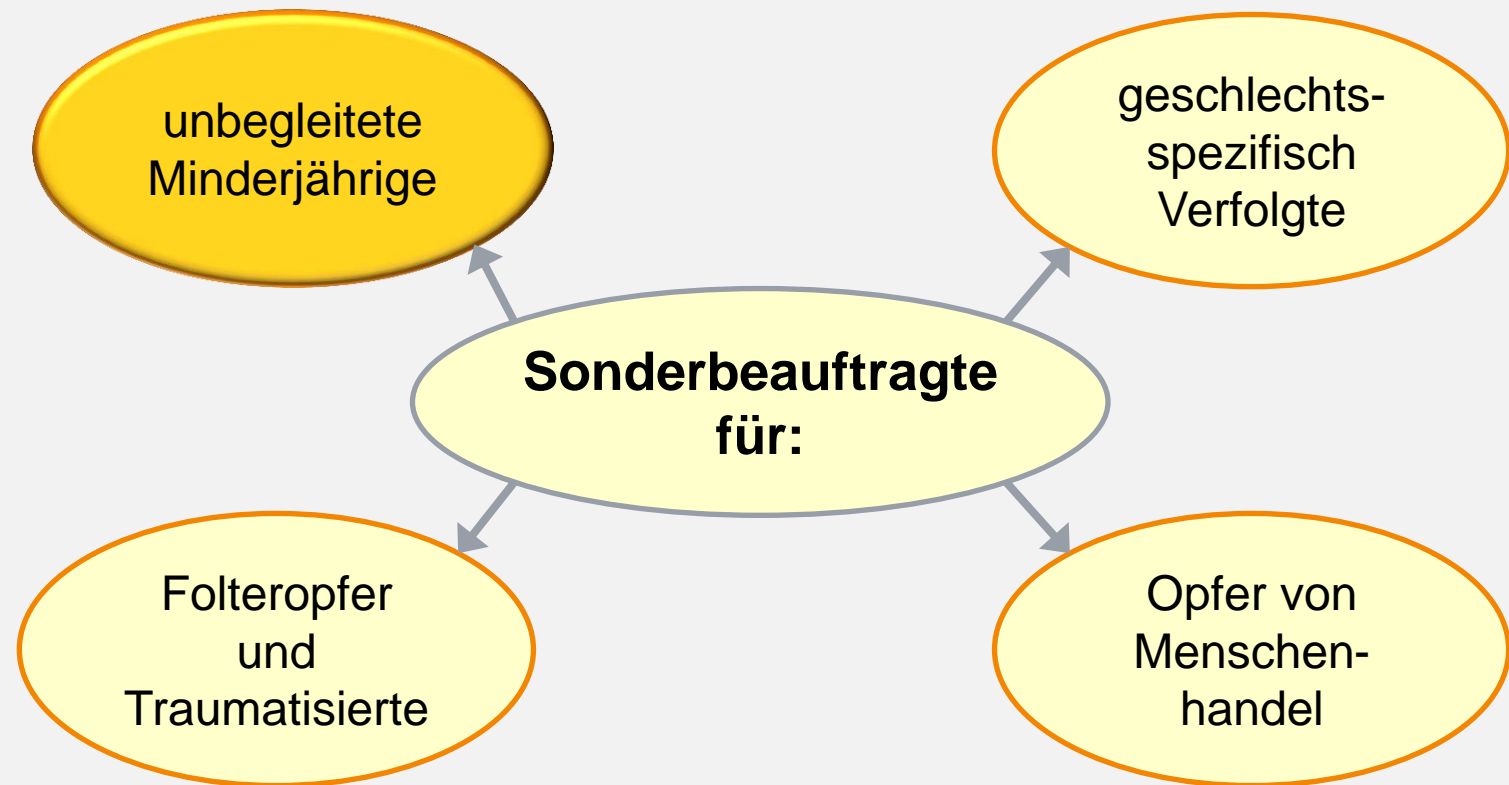 unbegleitete
Minderjährige
geschlechts-
spezifisch
Verfolgte
Sonderbeauftragte
für:
Folteropfer
und
Traumatisierte
Opfer von
Menschen-
handel